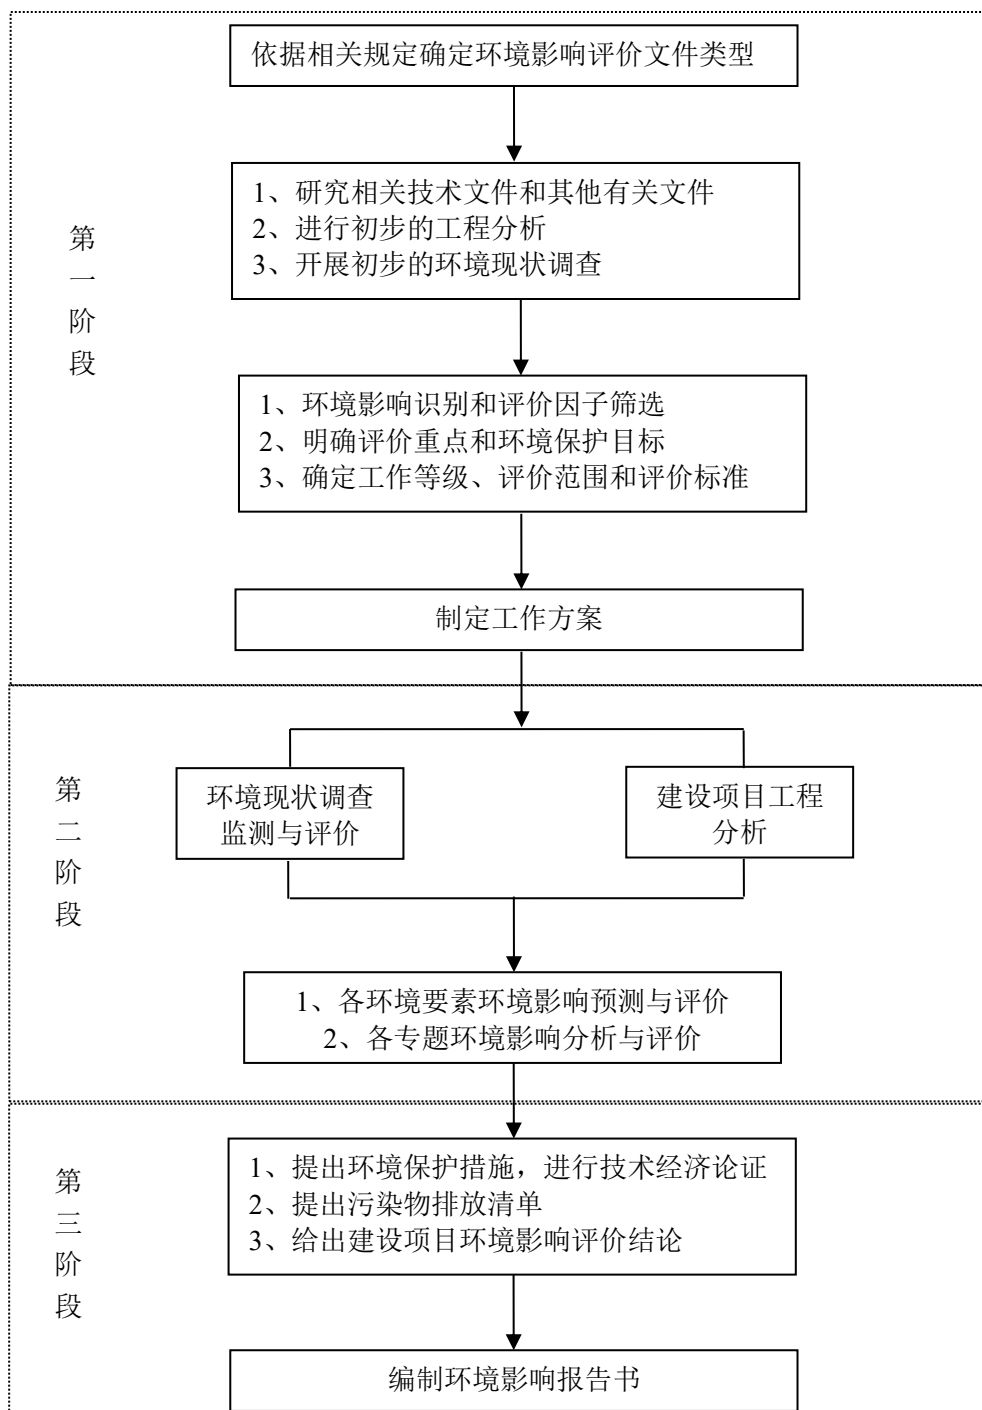 依据相关规定确定环境影响评价文件类型
1、研究相关技术文件和其他有关文件
2、进行初步的工程分析
3、开展初步的环境现状调查
第
一
阶
段
1、环境影响识别和评价因子筛选
2、明确评价重点和环境保护目标
3、确定工作等级、评价范围和评价标准
制定工作方案
第
二
阶
段
环境现状调查
监测与评价
建设项目工程
分析
1、各环境要素环境影响预测与评价
2、各专题环境影响分析与评价
第
三
阶
段
1、提出环境保护措施，进行技术经济论证
2、提出污染物排放清单
3、给出建设项目环境影响评价结论
编制环境影响报告书